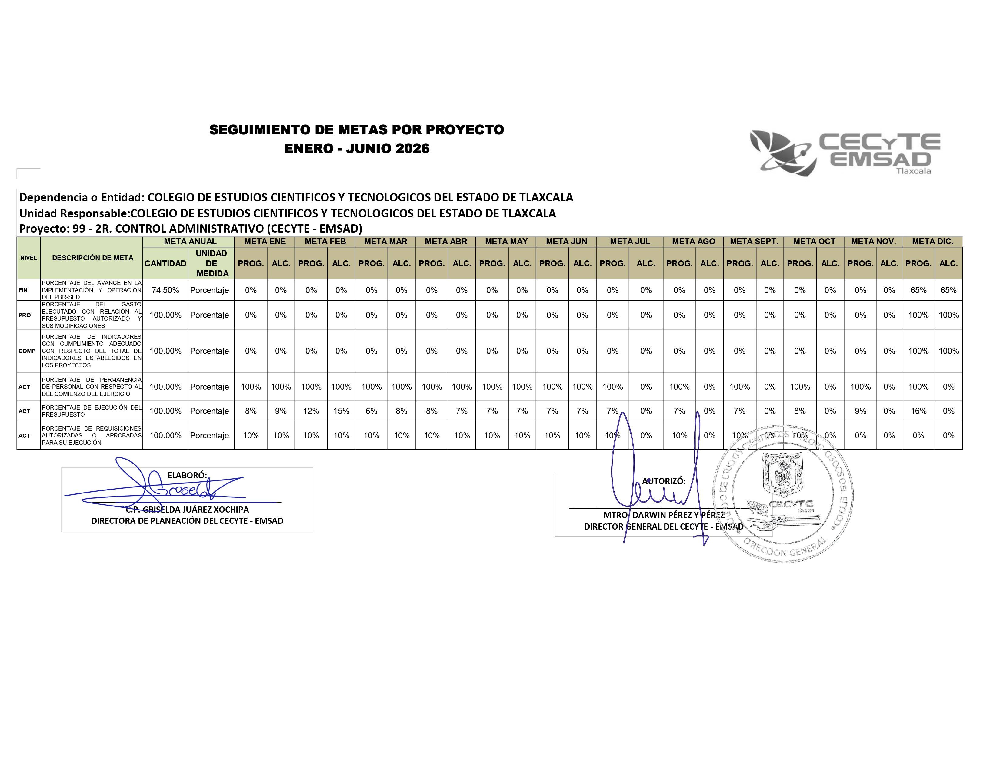 SEGUIMIENTO DE METAS POR PROYECTO
ENERO - JUNIO 2026
CECyTE
EMSAD
Tlaxcala
Dependencia o Entidad: COLEGIO DE ESTUDIOS CIENTIFICOS Y TECNOLOGICOS DEL ESTADO DE TLAXCALA
Unidad Responsable:COLEGIO DE ESTUDIOS CIENTIFICOS Y TECNOLOGICOS DEL ESTADO DE TLAXCALA
Proyecto: 99 - 2R. CONTROL ADMINISTRATIVO (CECYTE - EMSAD)
NIVEL DESCRIPCIÓN DE META META ANUAL META ENE META FEB META MAR META ABR META MAY META JUN META JUL META AGO META SEPT. META OCT META NOV. META DIC.
CANTIDAD UNIDAD DE MEDIDA PROG. ALC. PROG. ALC. PROG. ALC. PROG. ALC. PROG. ALC. PROG. ALC. PROG. ALC. PROG. ALC. PROG. ALC. PROG. ALC. PROG. ALC. PROG. ALC.
FIN PORCENTAJE DEL AVANCE EN LA IMPLEMENTACIÓN Y OPERACIÓN DEL PBR-SED 74.50% Porcentaje 0% 0% 0% 0% 0% 0% 0% 0% 0% 0% 0% 0% 0% 0% 0% 0% 0% 0% 0% 0% 0% 0% 65% 65%
PRO PORCENTAJE DEL GASTO EJECUTADO CON RELACIÓN AL PRESUPUESTO AUTORIZADO Y SUS MODIFICACIONES 100.00% Porcentaje 0% 0% 0% 0% 0% 0% 0% 0% 0% 0% 0% 0% 0% 0% 0% 0% 0% 0% 0% 0% 0% 0% 100% 100%
COMP PORCENTAJE DE INDICADORES CON CUMPLIMIENTO ADECUADO CON RESPECTO DEL TOTAL DE INDICADORES ESTABLECIDOS EN LOS PROYECTOS 100.00% Porcentaje 0% 0% 0% 0% 0% 0% 0% 0% 0% 0% 0% 0% 0% 0% 0% 0% 0% 0% 0% 0% 0% 0% 100% 100%
ACT PORCENTAJE DE PERMANENCIA DE PERSONAL CON RESPECTO AL DEL COMIENZO DEL EJERCICIO 100.00% Porcentaje 100% 100% 100% 100% 100% 100% 100% 100% 100% 100% 100% 100% 100% 0% 100% 0% 100% 0% 100% 0% 100% 0% 100% 0%
ACT PORCENTAJE DE EJECUCIÓN DEL PRESUPUESTO 100.00% Porcentaje 8% 9% 12% 15% 6% 8% 8% 7% 7% 7% 7% 7% 7% 0% 7% 0% 7% 0% 8% 0% 9% 0% 16% 0%
ACT PORCENTAJE DE REQUISICIONES AUTORIZADAS O APROBADAS PARA SU EJECUCIÓN 100.00% Porcentaje 10% 10% 10% 10% 10% 10% 10% 10% 10% 10% 10% 10% 10% 0% 10% 0% 10% 0% 10% 0% 0% 0% 0% 0%
ELABORÓ:
C.P. GRISELDA JUÁREZ XOCHIPA
DIRECTORA DE PLANEACIÓN DEL CECYTE - EMSAD
AUTORIZÓ:
MTRO. DARWIN PÉREZ Y PÉREZ
DIRECTOR GENERAL DEL CECYTE - EMSAD
CECYTE
GENERAL